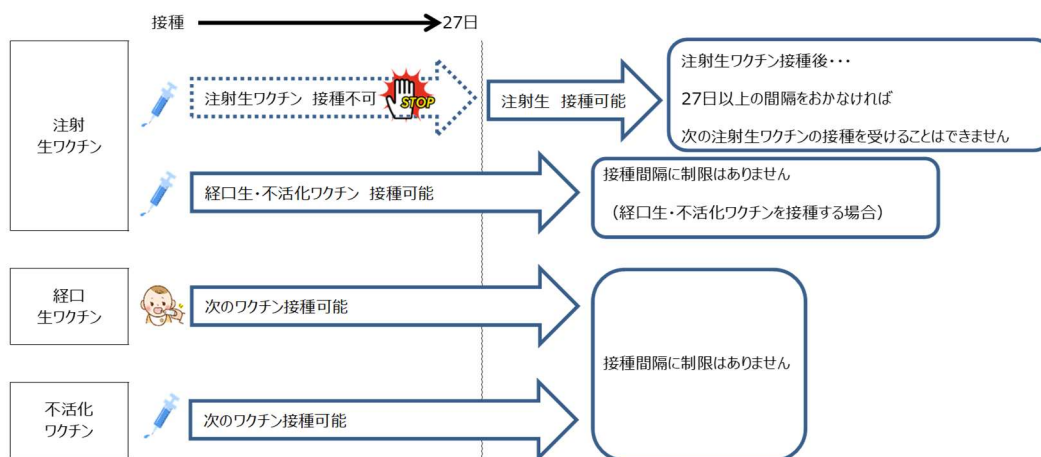 接種
27日
注射
生ワクチン
注射生ワクチン 接種不可
STOP
注射生 接種可能
注射生ワクチン接種後・・・
27日以上の間隔をおかなければ
次の注射生ワクチンの接種を受けることはできません
経口生・不活化ワクチン 接種可能
接種間隔に制限はありません
（経口生・不活化ワクチンを接種する場合）
経口
生ワクチン
次のワクチン接種可能
接種間隔に制限はありません
不活化
ワクチン
次のワクチン接種可能